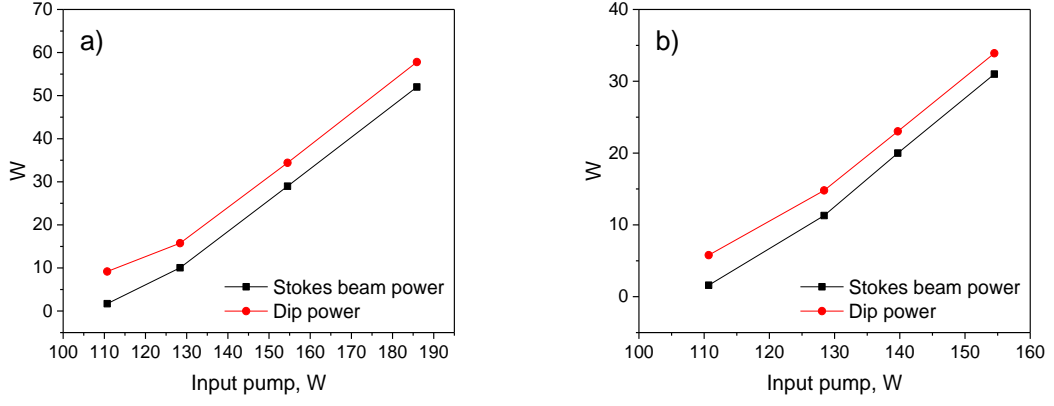 a)
70
60
50
40
30
20
10
0
W
100 110 120 130 140 150 160 170 180 190
Input pump, W
Stokes beam power
Dip power
b)
40
30
20
10
0
W
100 110 120 130 140 150 160
Input pump, W
Stokes beam power
Dip power